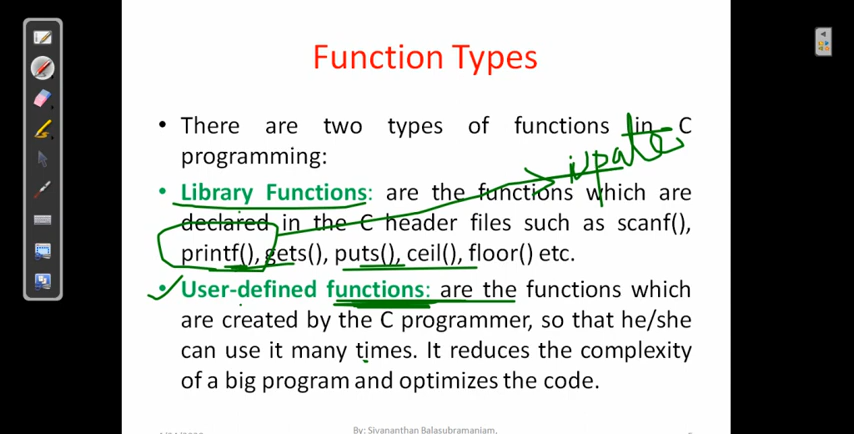 Function Types
• There are two types of functions in C
programming:
• Library Functions: are the functions which are
declared in the C header files such as scanf(),
printf(), gets(), puts(), ceil(), floor() etc.
• User-defined functions: are the functions which
are created by the C programmer, so that he/she
can use it many times. It reduces the complexity
of a big program and optimizes the code.
By: Sivananthan Balasubramaniam,